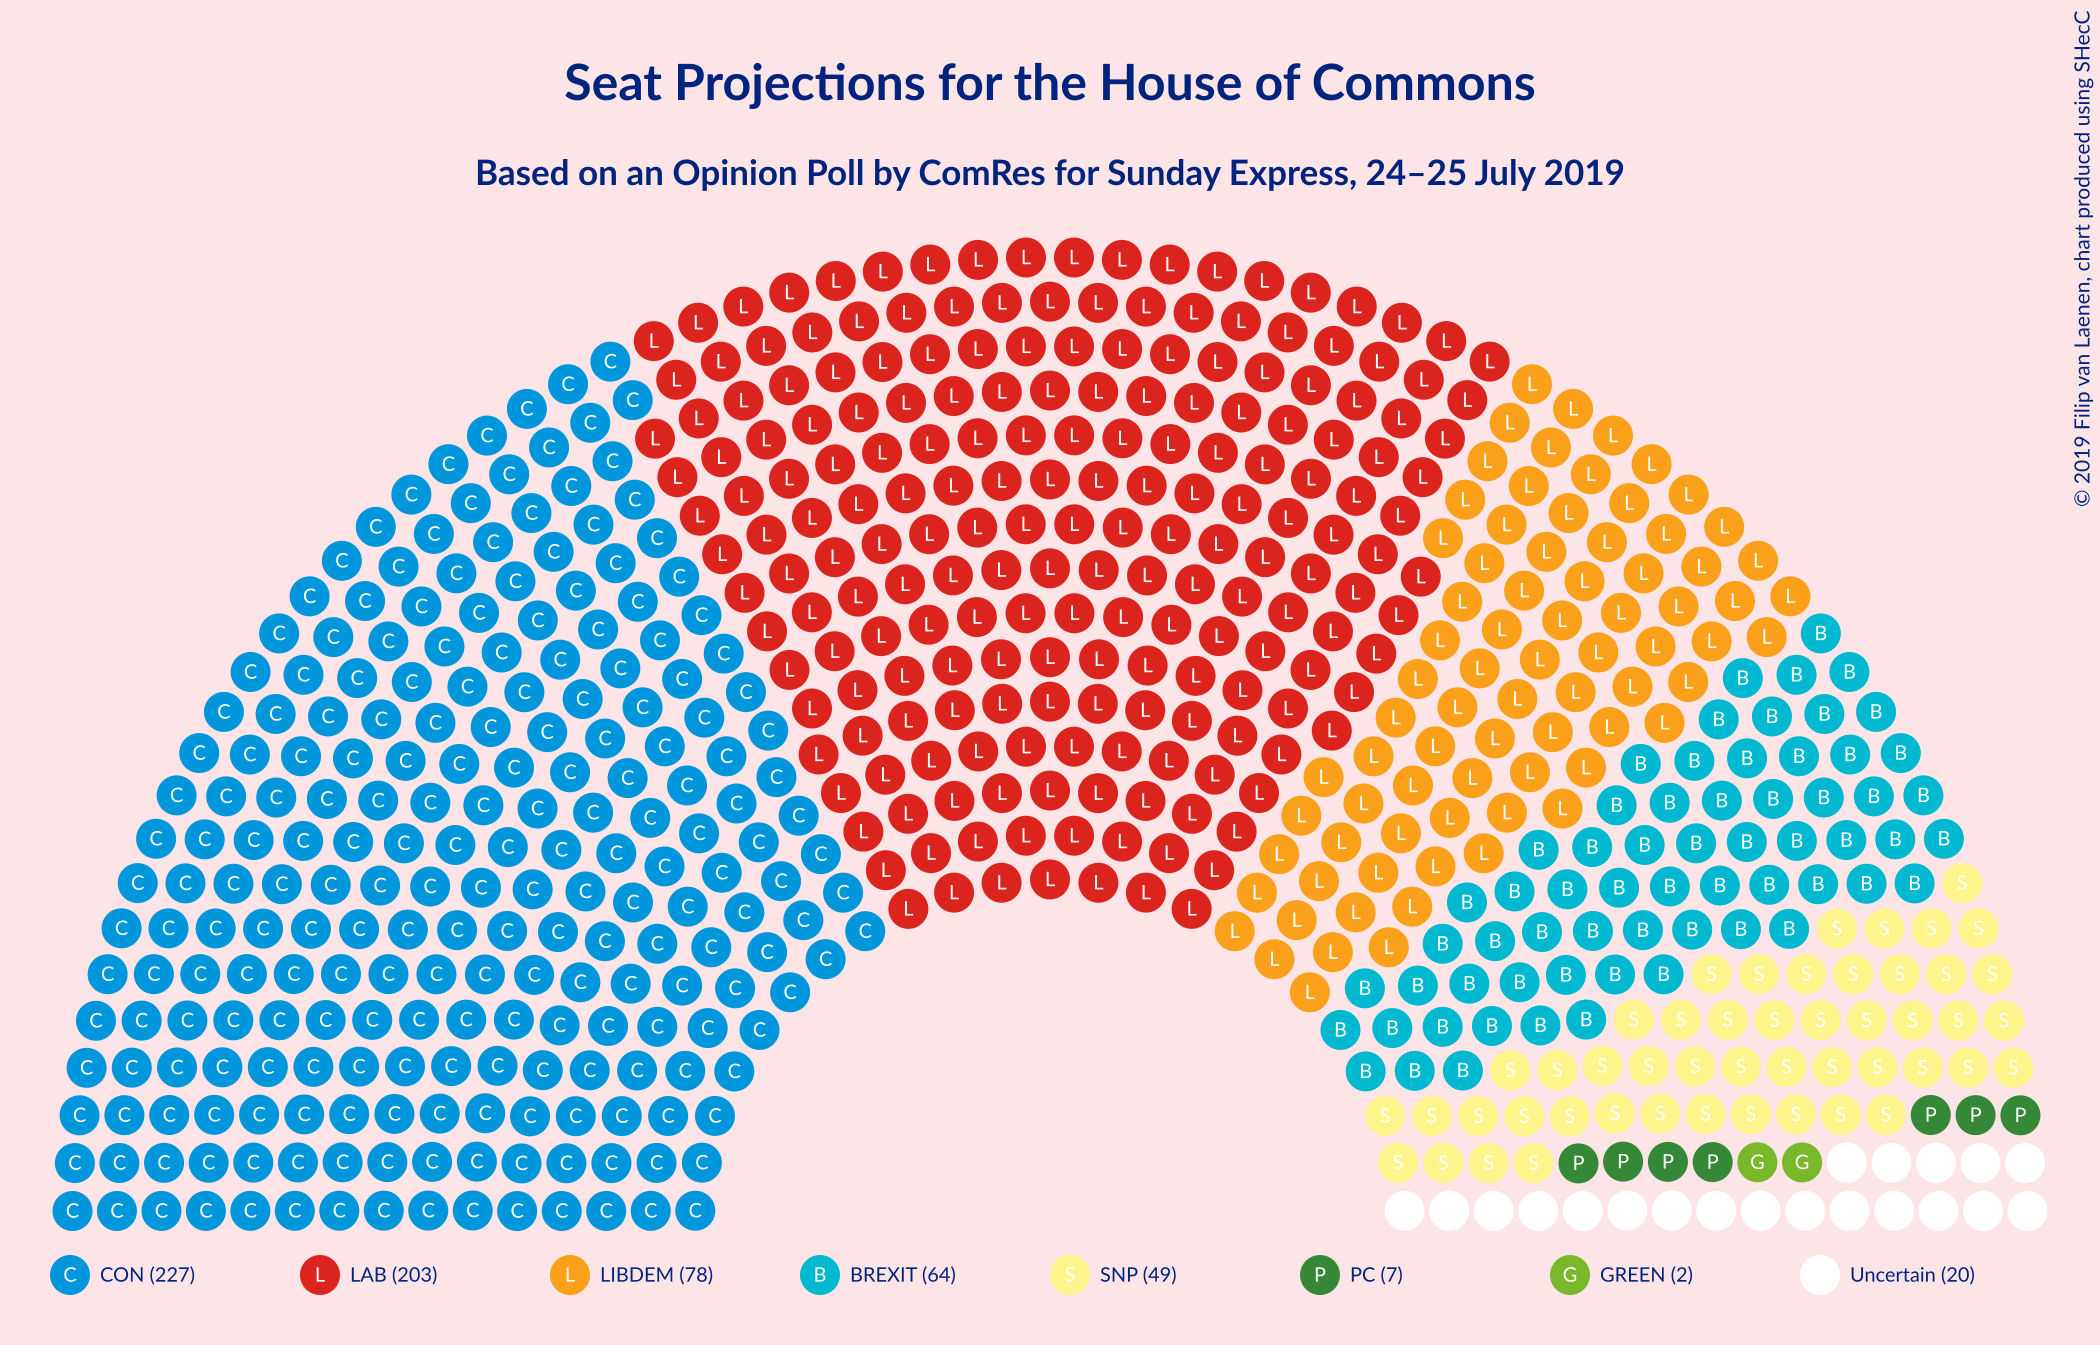 Seat Projections for the House of Commons
Based on an Opinion Poll by ComRes for Sunday Express, 24–25 July 2019
© 2019 Filip van Laenen, chart produced using SHecC
C CON (227)
L LAB (203)
L LIBDEM (78)
B BREXIT (64)
S SNP (49)
P PC (7)
G GREEN (2)
Uncertain (20)